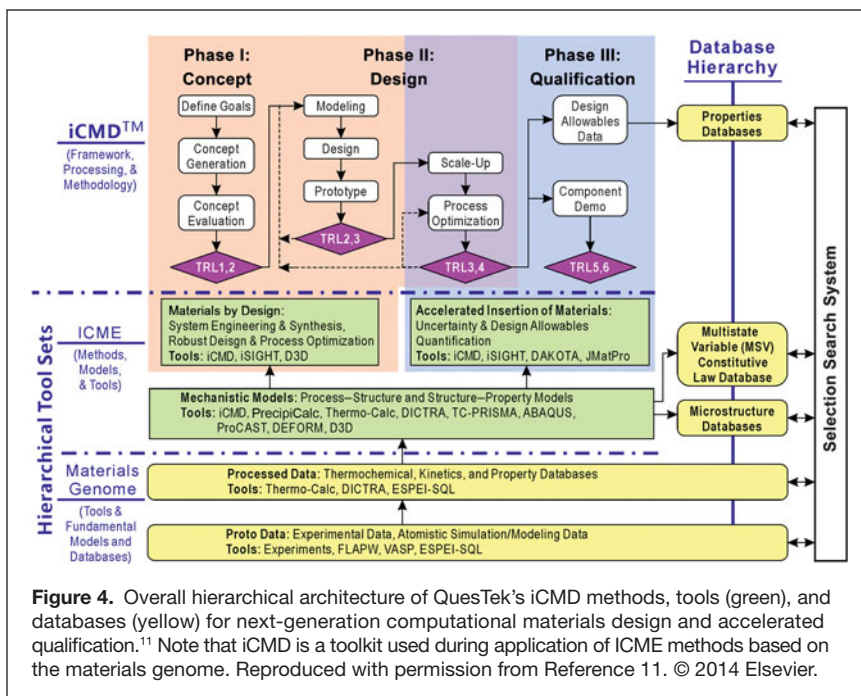 Phase I:
Concept
Phase II:
Design
Phase III:
Qualification
Database
Hierarchy
iCMD™
(Framework,
Processing, &
Methodology)
Define Goals
Concept
Generation
Concept
Evaluation
TRL1,2
Modeling
Design
Prototype
TRL2,3
Scale-Up
Process
Optimization
TRL3,4
Design
Allowables
Data
Component
Demo
TRL5,6
Properties
Databases
Hierarchical Tool Sets
ICME
(Methods,
Models,
& Tools)
Materials by Design:
System Engineering & Synthesis,
Robust Deisgn & Process Optimization
Tools: iCMD, iSIGHT, D3D
Accelerated Insertion of Materials:
Uncertainty & Design Allowables
Quantification
Tools: iCMD, iSIGHT, DAKOTA, JMatPro
Multistate
Variable (MSV)
Constitutive
Law Database
Mechanistic Models: Process–Structure and Structure–Property Models
Tools: iCMD, PrecipiCalc, Thermo-Calc, DICTRA, TC-PRISMA, ABAQUS,
ProCAST, DEFORM, D3D
Microstructure
Databases
Materials
Genome
(Tools &
Fundamental
Models and
Databases)
Processed Data: Thermochemical, Kinetics, and Property Databases
Tools: Thermo-Calc, DICTRA, ESPEI-SQL
Proto Data: Experimental Data, Atomistic Simulation/Modeling Data
Tools: Experiments, FLAPW, VASP, ESPEI-SQL
Selection Search System
Figure 4. Overall hierarchical architecture of QuesTek's iCMD methods, tools (green), and
databases (yellow) for next-generation computational materials design and accelerated
qualification.¹¹ Note that iCMD is a toolkit used during application of ICME methods based on
the materials genome. Reproduced with permission from Reference 11. © 2014 Elsevier.